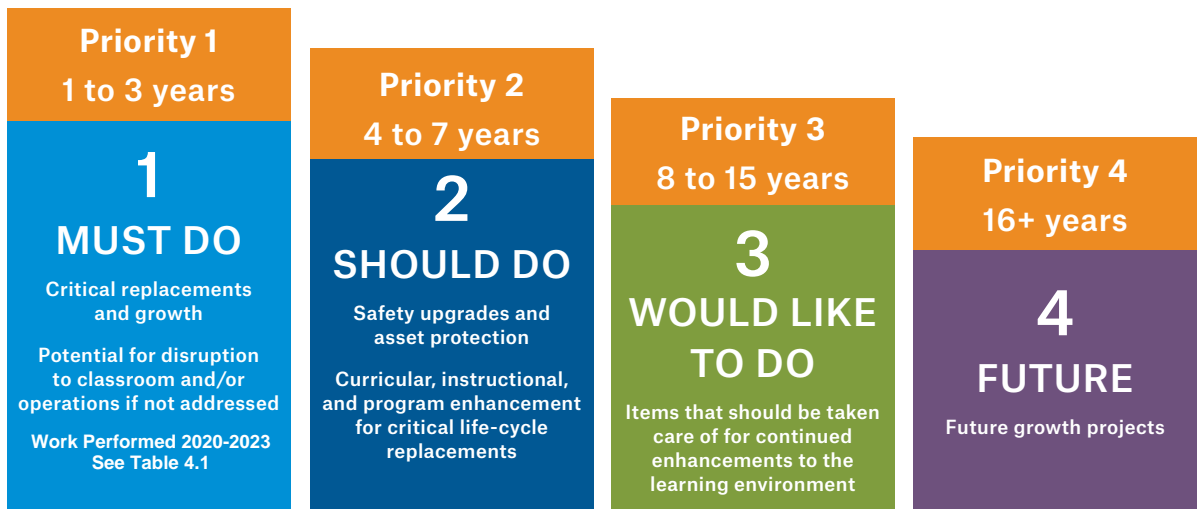 Priority 1
1 to 3 years
1
MUST DO
Critical replacements
and growth
Potential for disruption
to classroom and/or
operations if not addressed
Work Performed 2020-2023
See Table 4.1
Priority 2
4 to 7 years
2
SHOULD DO
Safety upgrades and
asset protection
Curricular, instructional,
and program enhancement
for critical life-cycle
replacements
Priority 3
8 to 15 years
3
WOULD LIKE
TO DO
Items that should be taken
care of for continued
enhancements to the
learning environment
Priority 4
16+ years
4
FUTURE
Future growth projects